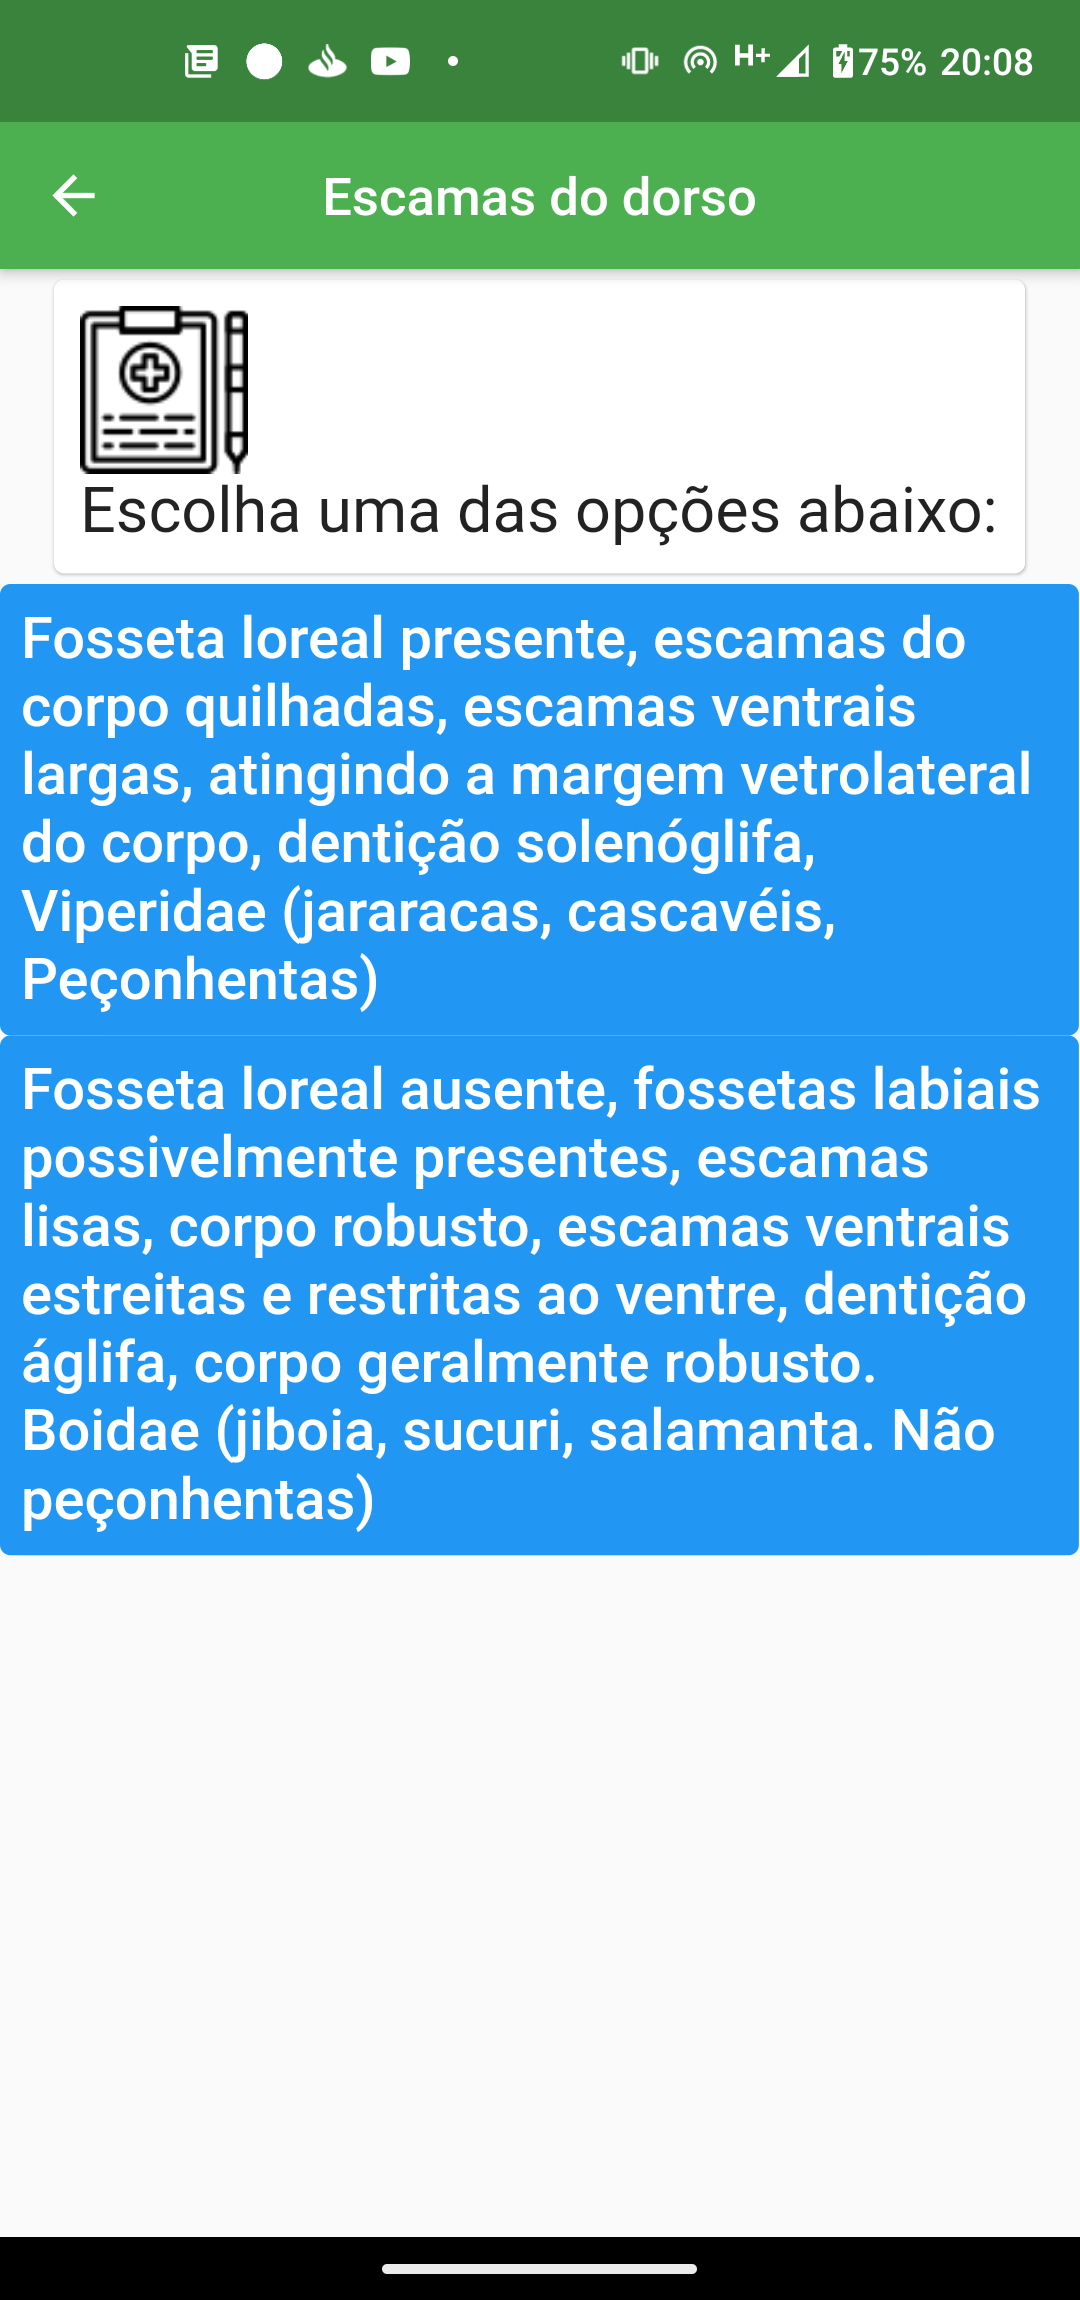 H+ 75% 20:08
Escamas do dorso
Escolha uma das opções abaixo:
Fosseta loreal presente, escamas do
corpo quilhadas, escamas ventrais
largas, atingindo a margem vetrolateral
do corpo, dentição solenóglifa,
Viperidae (jararacas, cascavéis,
Peçonhentas)
Fosseta loreal ausente, fossetas labiais
possivelmente presentes, escamas
lisas, corpo robusto, escamas ventrais
estreitas e restritas ao ventre, dentição
áglifa, corpo geralmente robusto.
Boidae (jiboia, sucuri, salamanta. Não
peçonhentas)